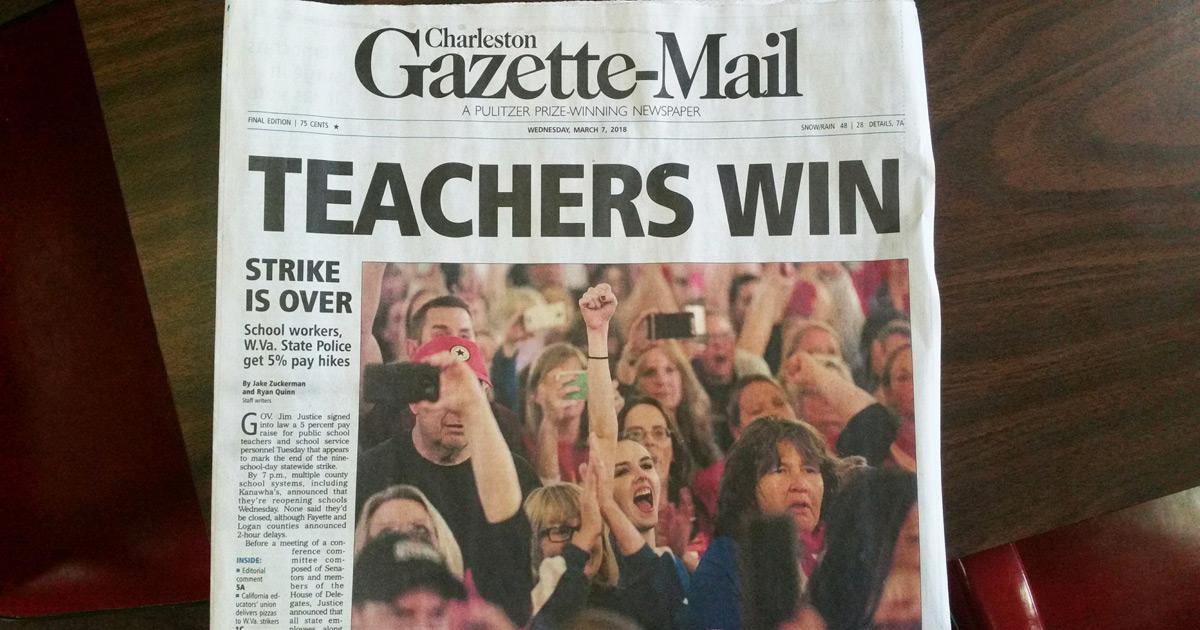 Charleston
Gazette-Mail
A PULITZER PRIZE-WINNING NEWSPAPER
FINAL EDITION | 75 CENTS ★
WEDNESDAY, MARCH 7, 2018
SNOW/RAIN 48 | 28 DETAILS, 7A
TEACHERS WIN
STRIKE
IS OVER
School workers,
W.Va. State Police
get 5% pay hikes
By Jake Zuckerman
and Ryan Quinn
Staff writers
GOV. Jim Justice signed
into law a 5 percent pay
raise for public school
teachers and school service
personnel Tuesday that appears
to mark the end of the nine-
school-day statewide strike.
By 7 p.m., multiple county
school systems, including
Kanawha's, announced that
they're reopening schools
Wednesday. None said they'd
be closed, although Fayette and
Logan counties announced
2-hour delays.
Before a meeting of a con-
ference com-
mittee com-
posed of Sena-
tors and mem-
bers of the
House of Dele-
gates, Justice
announced that
all state em-
ployees along
INSIDE:
■ Editorial
comment
5A
■ California ed-
ucators' union
delivers pizzas
to W.Va. strikers
1C